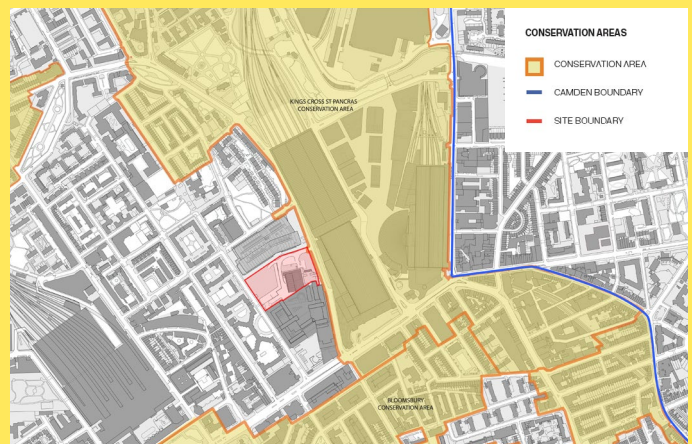 CONSERVATION AREAS
CONSERVATION AREA
CAMDEN BOUNDARY
SITE BOUNDARY
KINGS CROSS ST PANCRAS
CONSERVATION AREA
BLOOMSBURY
CONSERVATION AREA